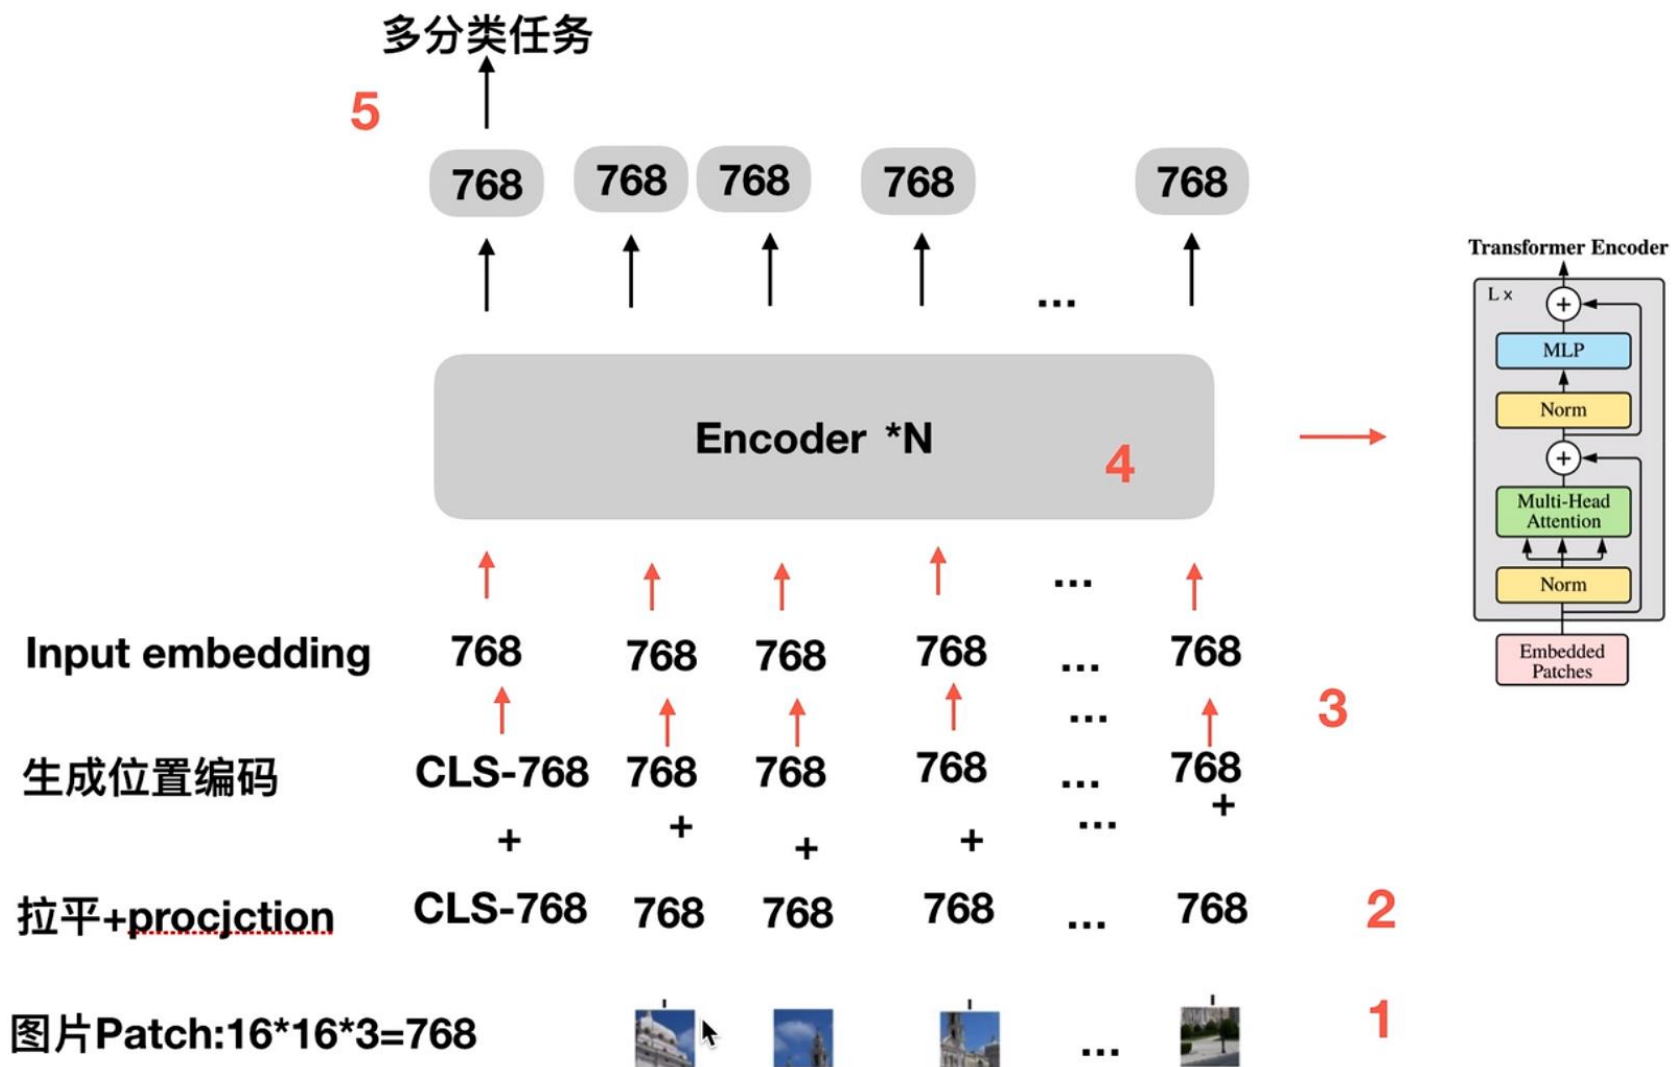 多分类任务
5
768 768 768 768 768
...
Encoder *N
4
...
Input embedding 768 768 768 768 ... 768
... 3
生成位置编码 CLS-768 768 768 768 ... 768
+ + + + ... +
拉平+procjction CLS-768 768 768 768 ... 768 2
图片Patch:16*16*3=768 ... 1
Transformer Encoder
L ×
+
MLP
Norm
+
Multi-Head
Attention
Norm
Embedded
Patches